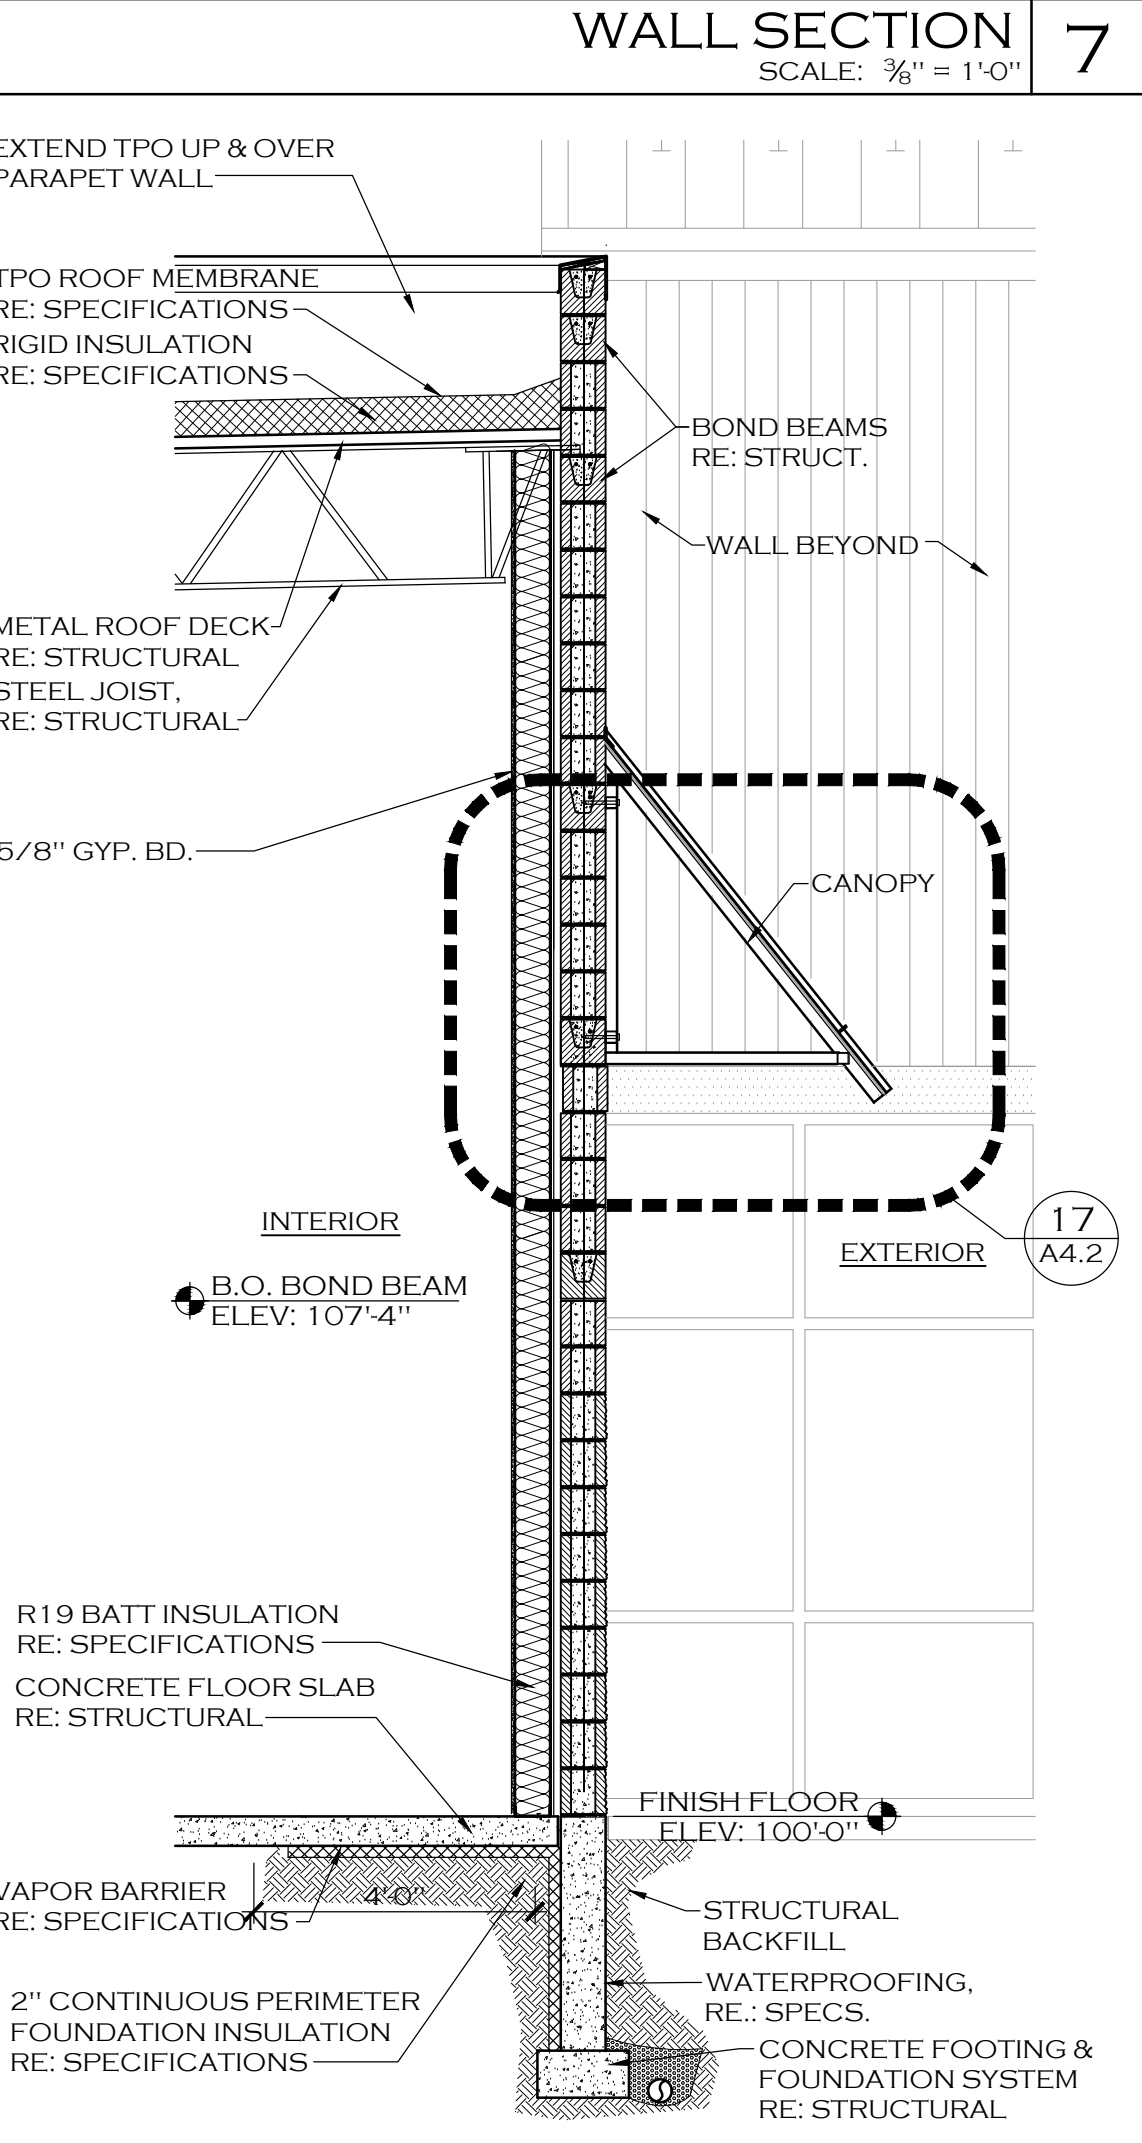 WALL SECTION
SCALE: ⅜" = 1'-0"
7
EXTEND TPO UP & OVER
PARAPET WALL
TPO ROOF MEMBRANE
RE: SPECIFICATIONS
RIGID INSULATION
RE: SPECIFICATIONS
BOND BEAMS
RE: STRUCT.
WALL BEYOND
METAL ROOF DECK
RE: STRUCTURAL
STEEL JOIST,
RE: STRUCTURAL
5/8" GYP. BD.
CANOPY
INTERIOR
EXTERIOR
17
A4.2
B.O. BOND BEAM
ELEV: 107'-4"
R19 BATT INSULATION
RE: SPECIFICATIONS
CONCRETE FLOOR SLAB
RE: STRUCTURAL
FINISH FLOOR
ELEV: 100'-0"
VAPOR BARRIER
RE: SPECIFICATIONS
4'-0"
STRUCTURAL
BACKFILL
2" CONTINUOUS PERIMETER
FOUNDATION INSULATION
RE: SPECIFICATIONS
WATERPROOFING,
RE.: SPECS.
CONCRETE FOOTING &
FOUNDATION SYSTEM
RE: STRUCTURAL